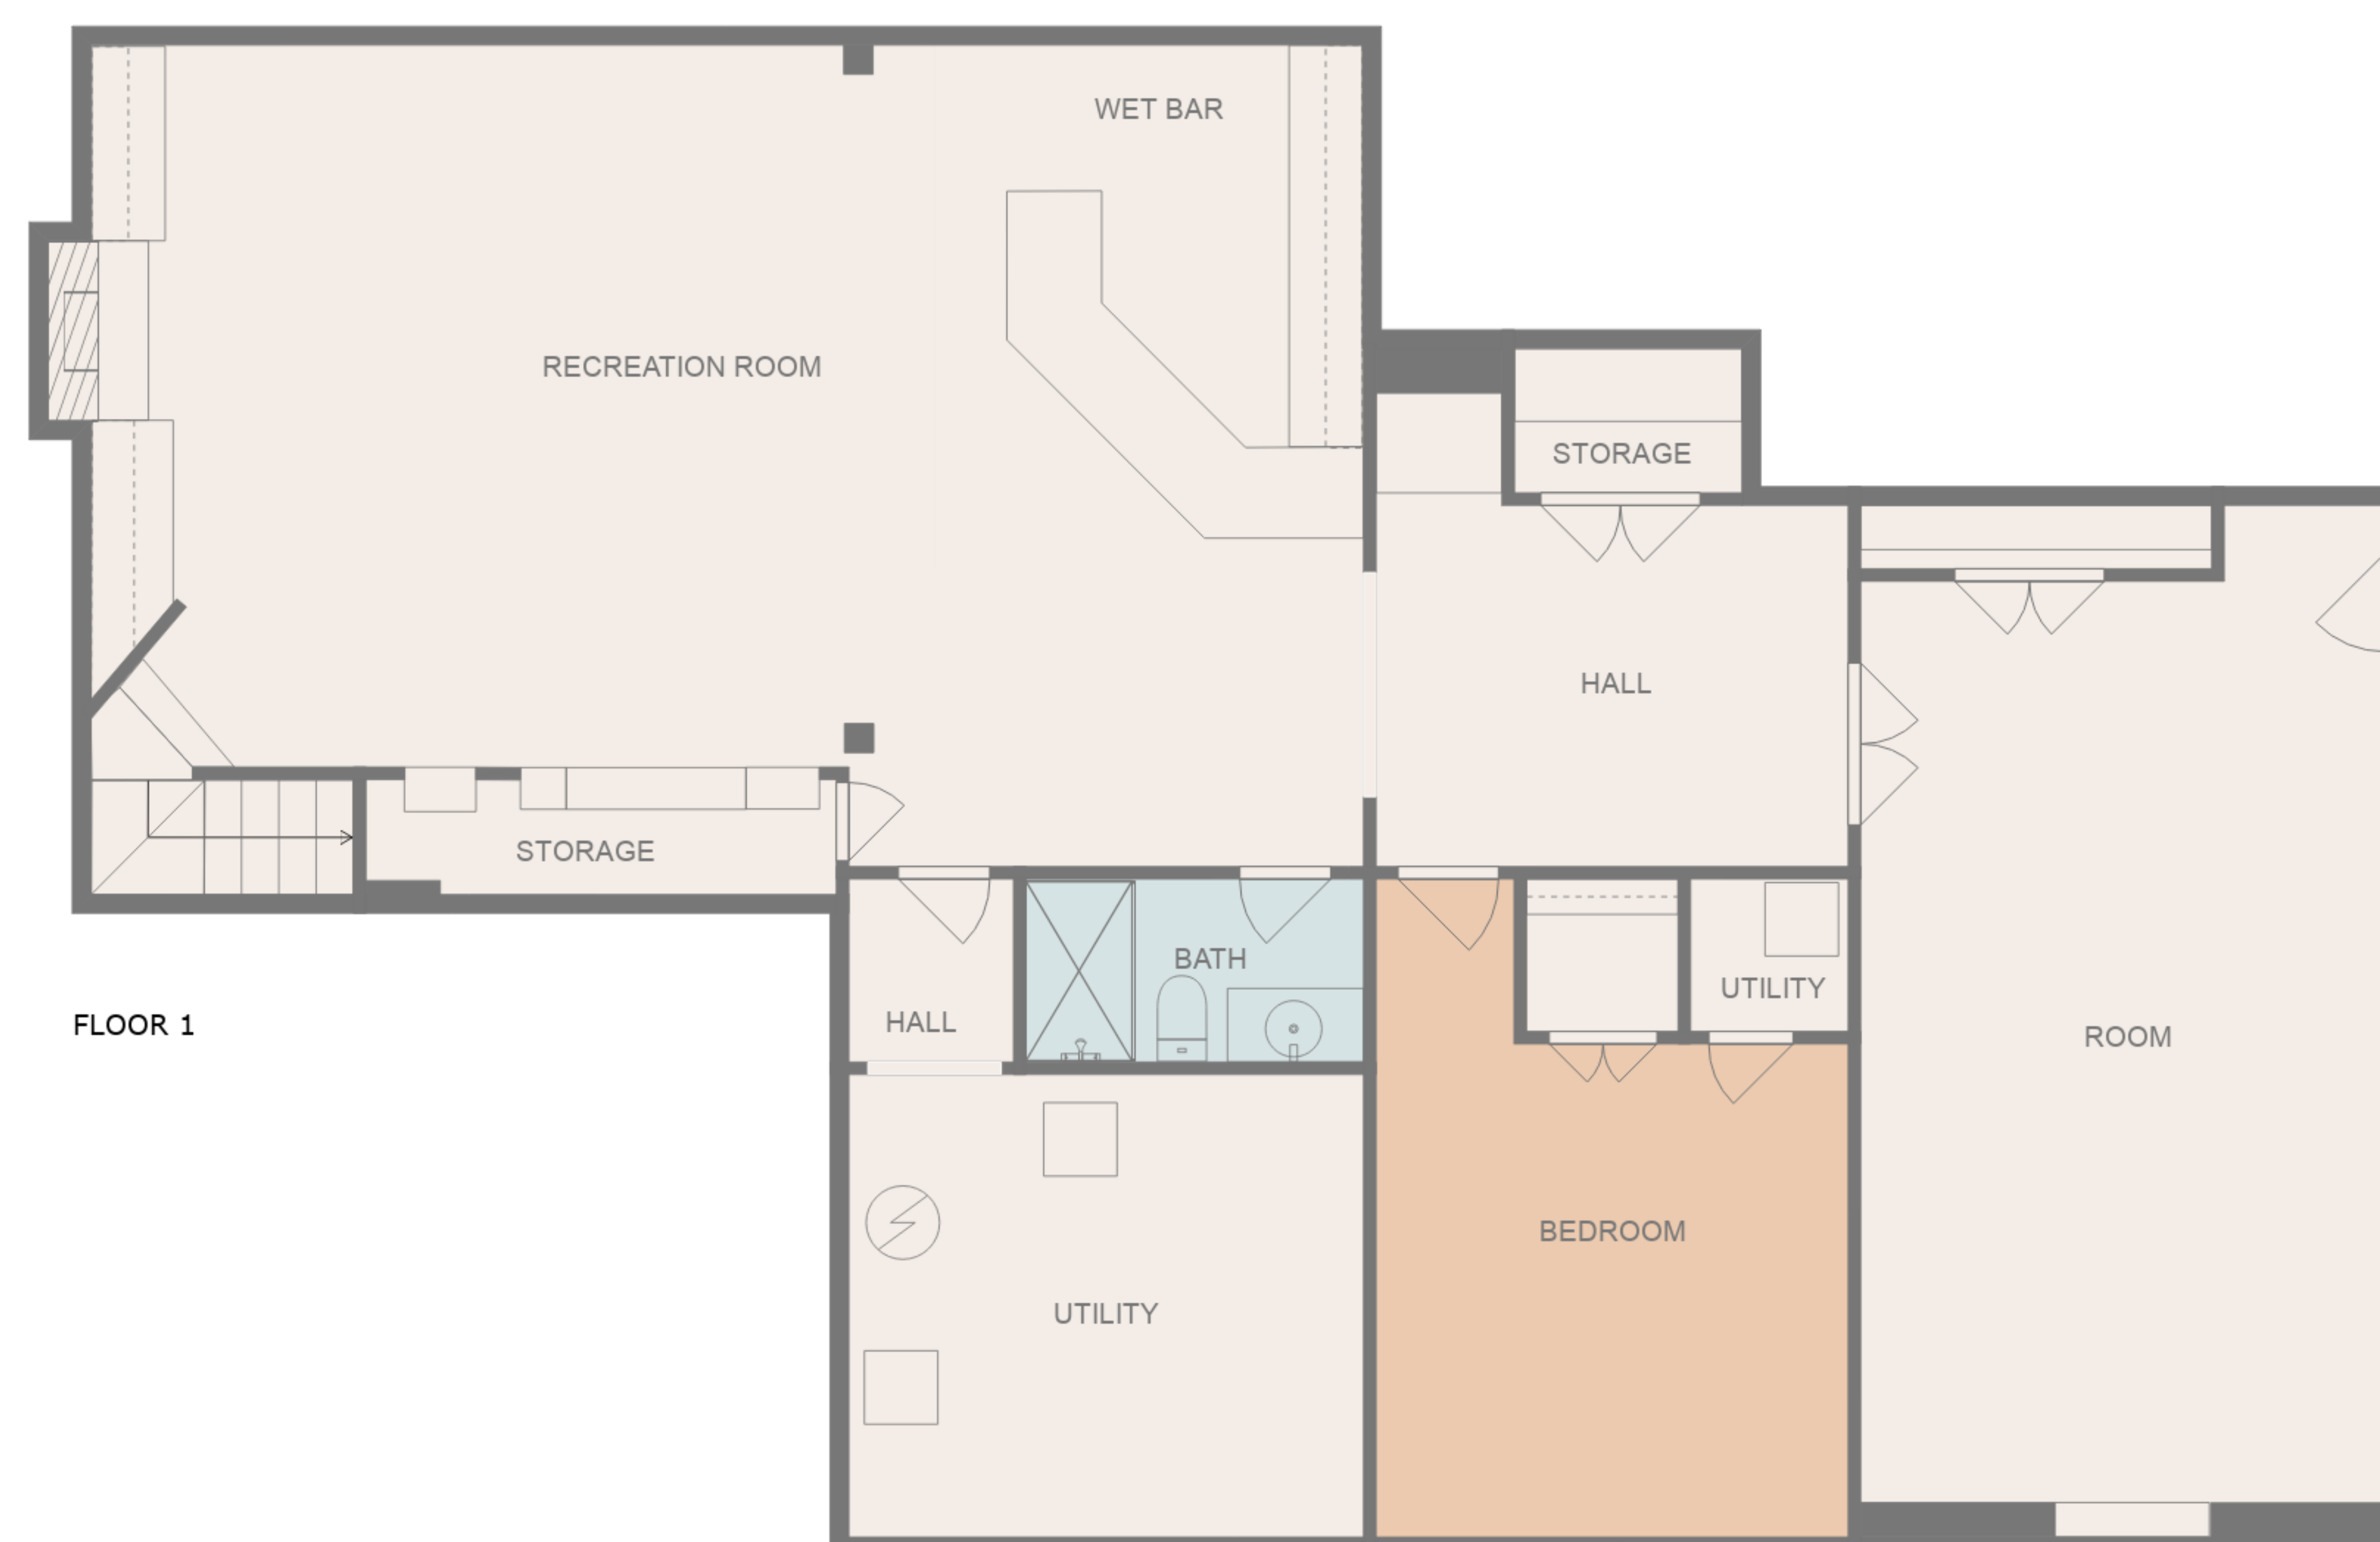 WET BAR
RECREATION ROOM
STORAGE
HALL
STORAGE
BATH
UTILITY
HALL
FLOOR 1
ROOM
BEDROOM
UTILITY